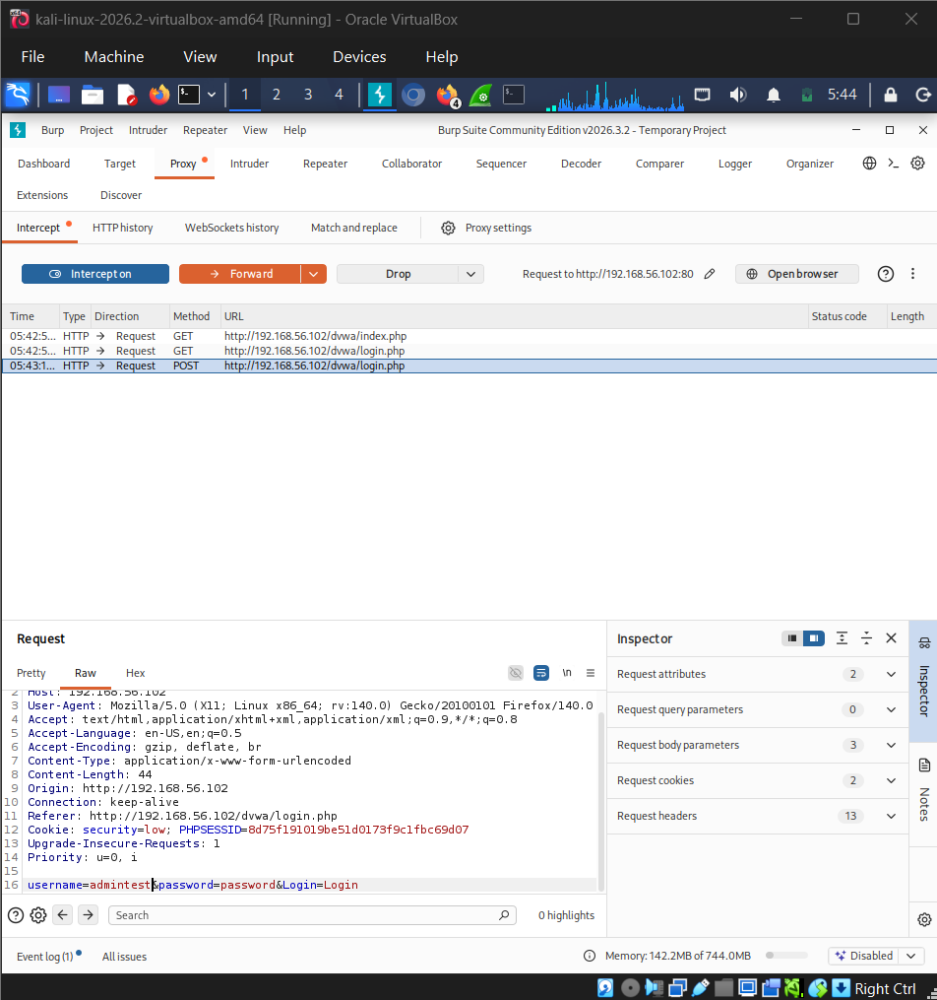 kali-linux-2026.2-virtualbox-amd64 [Running] - Oracle VirtualBox
File Machine View Input Devices Help
1 2 3 4 4 5:44
Burp Project Intruder Repeater View Help Burp Suite Community Edition v2026.3.2 - Temporary Project
Dashboard Target Proxy Intruder Repeater Collaborator Sequencer Decoder Comparer Logger Organizer
Extensions Discover
Intercept HTTP history WebSockets history Match and replace Proxy settings
Intercept on Forward Drop Request to http://192.168.56.102:80 Open browser
Time Type Direction Method URL Status code Length
05:42:5... HTTP → Request GET http://192.168.56.102/dvwa/index.php
05:42:5... HTTP → Request GET http://192.168.56.102/dvwa/login.php
05:43:1... HTTP → Request POST http://192.168.56.102/dvwa/login.php
Request
Pretty Raw Hex \n
2 Host: 192.168.56.102
3 User-Agent: Mozilla/5.0 (X11; Linux x86_64; rv:140.0) Gecko/20100101 Firefox/140.0
4 Accept: text/html,application/xhtml+xml,application/xml;q=0.9,*/*;q=0.8
5 Accept-Language: en-US,en;q=0.5
6 Accept-Encoding: gzip, deflate, br
7 Content-Type: application/x-www-form-urlencoded
8 Content-Length: 44
9 Origin: http://192.168.56.102
10 Connection: keep-alive
11 Referer: http://192.168.56.102/dvwa/login.php
12 Cookie: security=low; PHPSESSID=8d75f191019be51d0173f9c1fbc69d07
13 Upgrade-Insecure-Requests: 1
14 Priority: u=0, i
15
16 username=admintest&password=password&Login=Login
Search 0 highlights
Inspector
Request attributes 2
Request query parameters 0
Request body parameters 3
Request cookies 2
Request headers 13
Inspector
Notes
Event log (1) All issues Memory: 142.2MB of 744.0MB Disabled
Right Ctrl